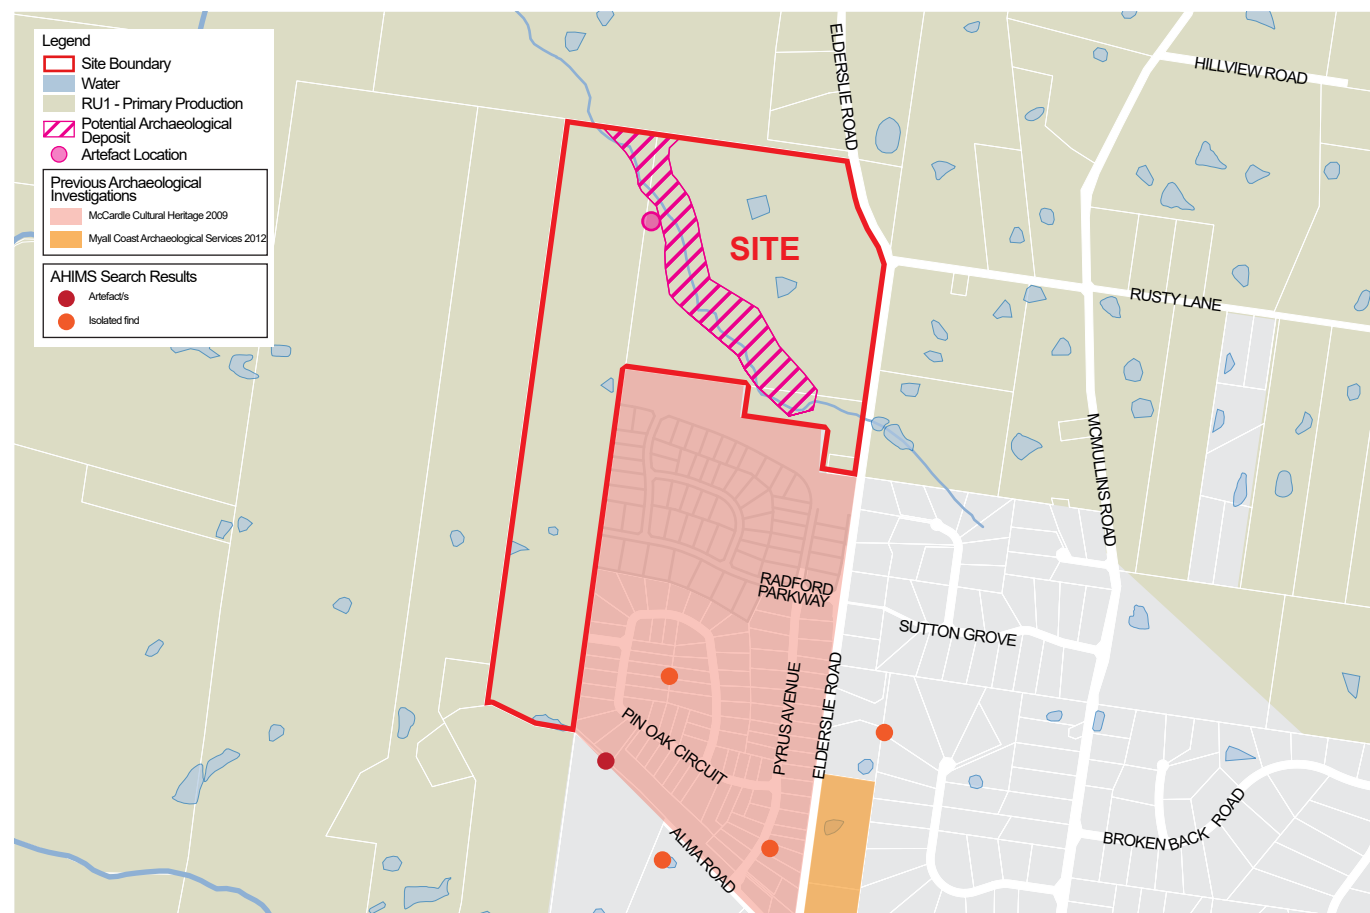 Legend
Site Boundary
Water
RU1 - Primary Production
Potential Archaeological
Deposit
Artefact Location
Previous Archaeological
Investigations
McCardle Cultural Heritage 2009
Myall Coast Archaeological Services 2012
AHIMS Search Results
Artefact/s
Isolated find
ELDERSLIE ROAD
HILLVIEW ROAD
SITE
RUSTY LANE
MCMULLINS ROAD
RADFORD
PARKWAY
SUTTON GROVE
PIN OAK CIRCUIT
PYRUS AVENUE
ELDERSLIE ROAD
ALMA ROAD
BROKEN BACK ROAD